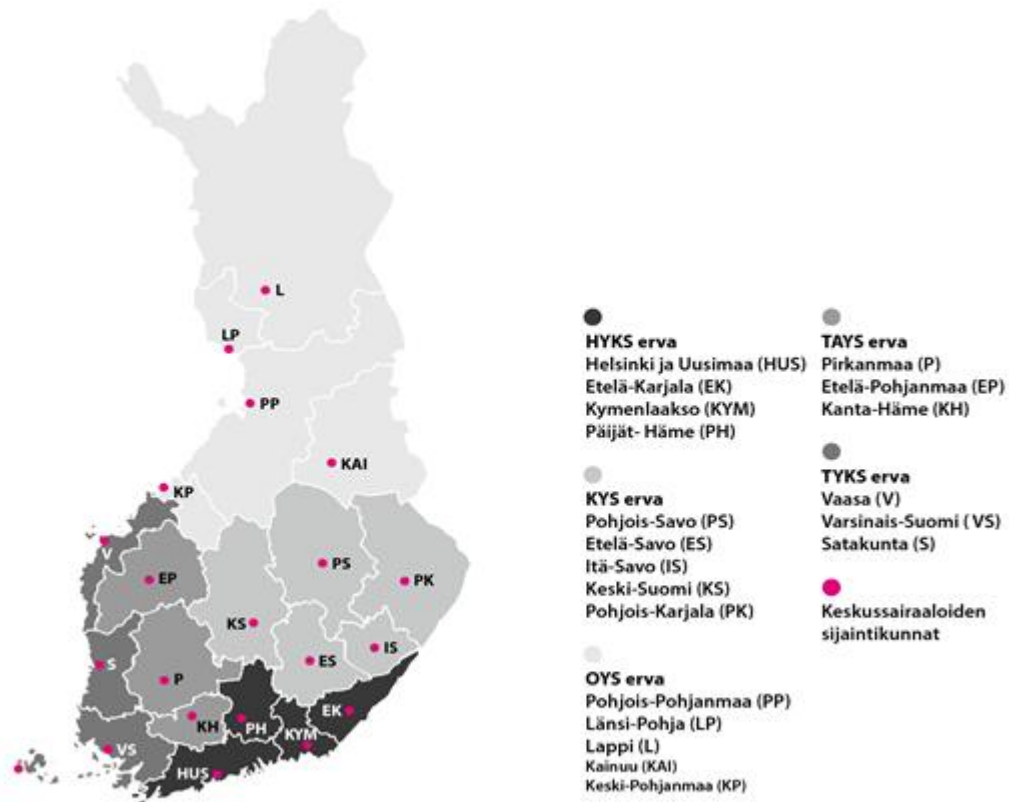 L
LP
PP
KAI
KP
V
EP
PS
PK
KS
IS
ES
S
P
EK
KH
PH
KYM
VS
HUS
HYKS erva
Helsinki ja Uusimaa (HUS)
Etelä-Karjala (EK)
Kymenlaakso (KYM)
Päijät- Häme (PH)
KYS erva
Pohjois-Savo (PS)
Etelä-Savo (ES)
Itä-Savo (IS)
Keski-Suomi (KS)
Pohjois-Karjala (PK)
OYS erva
Pohjois-Pohjanmaa (PP)
Länsi-Pohja (LP)
Lappi (L)
Kainuu (KAI)
Keski-Pohjanmaa (KP)
TAYS erva
Pirkanmaa (P)
Etelä-Pohjanmaa (EP)
Kanta-Häme (KH)
TYKS erva
Vaasa (V)
Varsinais-Suomi ( VS)
Satakunta (S)
Keskussairaaloiden
sijaintikunnat